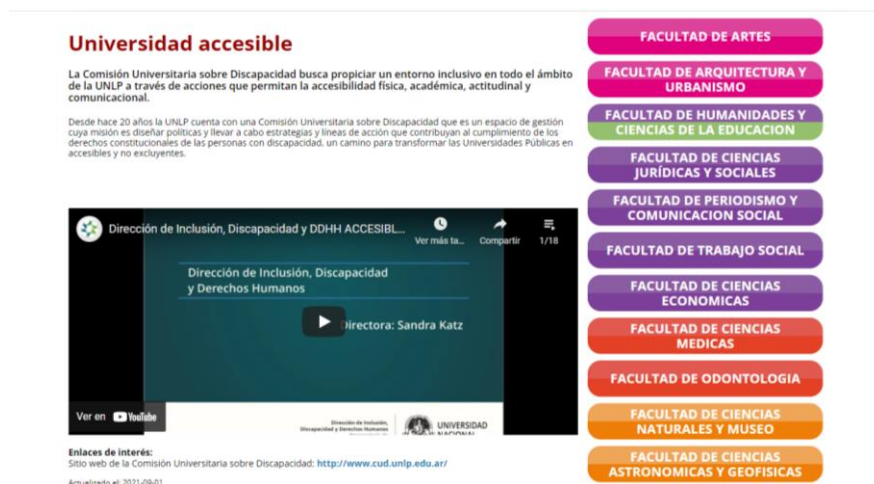 Universidad accesible
La Comisión Universitaria sobre Discapacidad busca propiciar un entorno inclusivo en todo el ámbito
de la UNLP a través de acciones que permitan la accesibilidad física, académica, actitudinal y
comunicacional.
Desde hace 20 años la UNLP cuenta con una Comisión Universitaria sobre Discapacidad que es un espacio de gestión
cuya misión es diseñar políticas y llevar a cabo estrategias y líneas de acción que contribuyan al cumplimiento de los
derechos constitucionales de las personas con discapacidad, un camino para transformar las Universidades Públicas en
accesibles y no excluyentes.
Dirección de Inclusión, Discapacidad y DDHH ACCESIBL...
Ver más ta...
Compartir
1/18
Dirección de Inclusión, Discapacidad
y Derechos Humanos
Directora: Sandra Katz
Ver en YouTube
Dirección de Inclusión,
Discapacidad y Derechos Humanos
UNIVERSIDAD
NACIONAL
Enlaces de interés:
Sitio web de la Comisión Universitaria sobre Discapacidad: http://www.cud.unlp.edu.ar/
Actualizado el: 2021-09-01
FACULTAD DE ARTES
FACULTAD DE ARQUITECTURA Y
URBANISMO
FACULTAD DE HUMANIDADES Y
CIENCIAS DE LA EDUCACION
FACULTAD DE CIENCIAS
JURÍDICAS Y SOCIALES
FACULTAD DE PERIODISMO Y
COMUNICACION SOCIAL
FACULTAD DE TRABAJO SOCIAL
FACULTAD DE CIENCIAS
ECONOMICAS
FACULTAD DE CIENCIAS
MEDICAS
FACULTAD DE ODONTOLOGIA
FACULTAD DE CIENCIAS
NATURALES Y MUSEO
FACULTAD DE CIENCIAS
ASTRONOMICAS Y GEOFISICAS